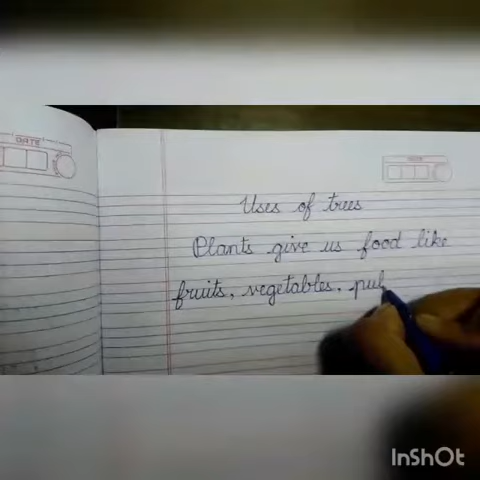 DATE
Uses of trees
Plants give us food like
fruits, vegetables, pul
InShOt